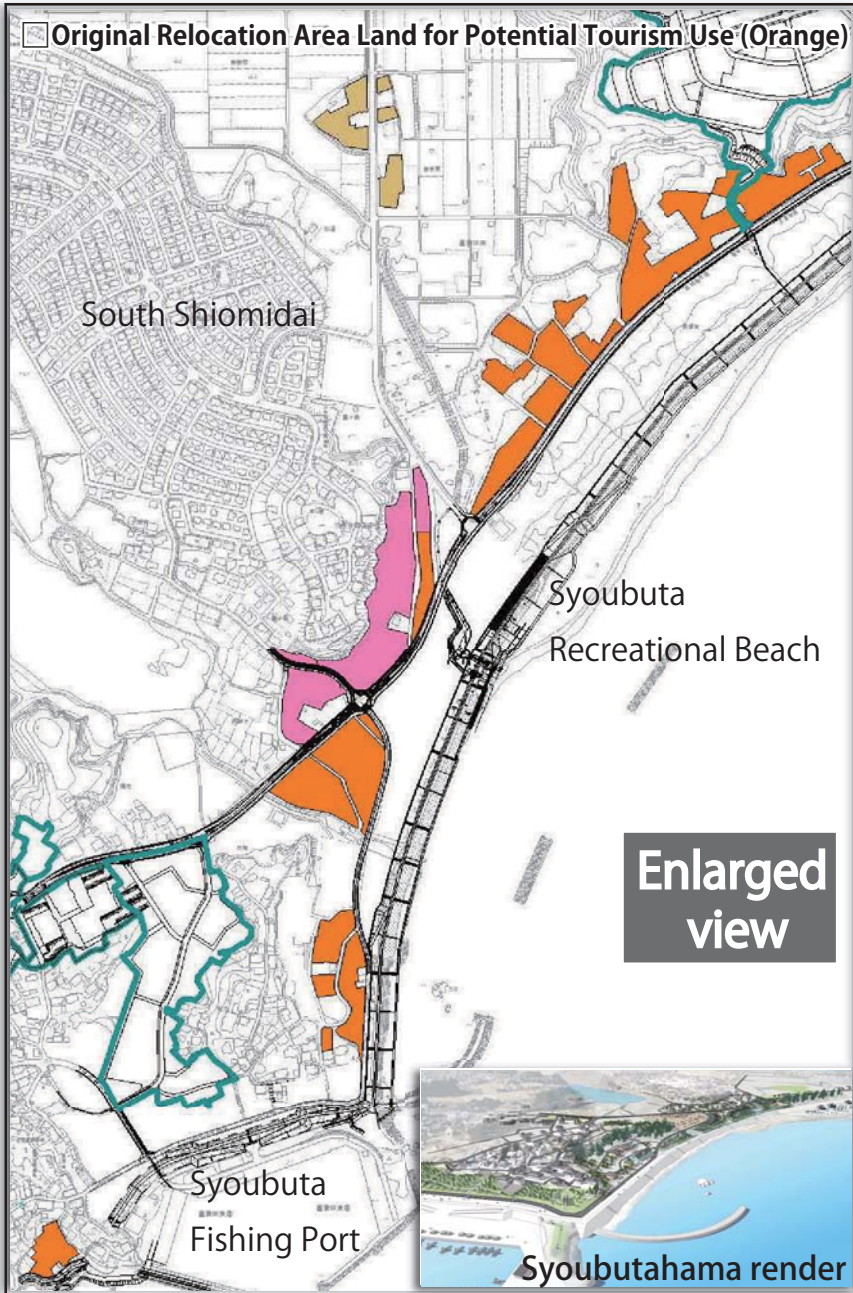 □ Original Relocation Area Land for Potential Tourism Use (Orange)
South Shiomidai
Syoubuta
Recreational Beach
Enlarged
view
Syoubuta
Fishing Port
Syoubutahama render